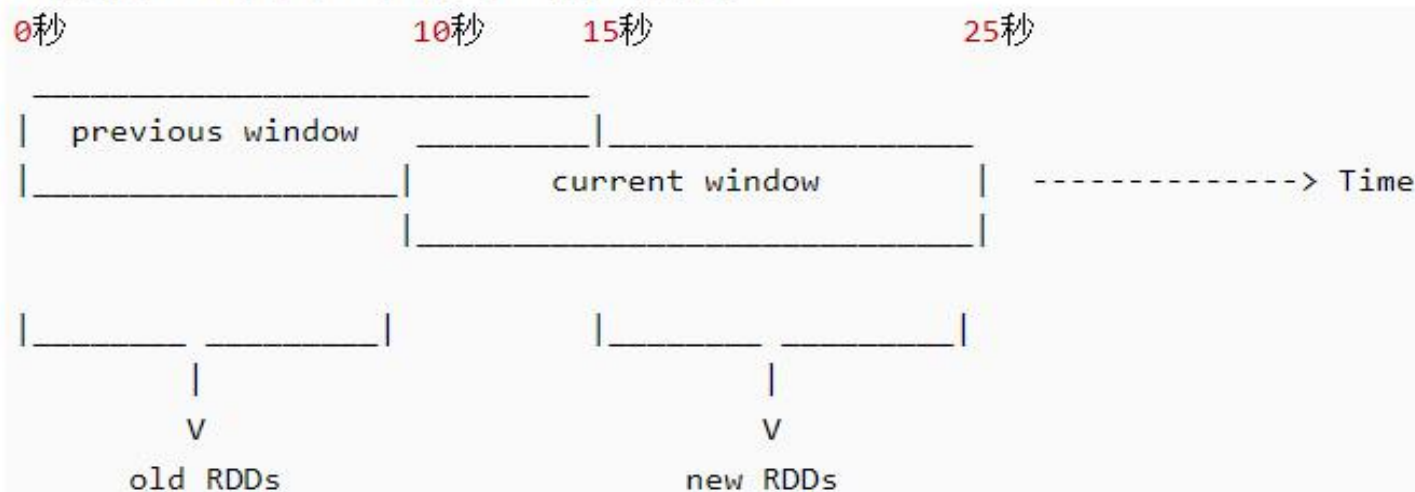 0秒 10秒 15秒 25秒
previous window
current window --------------> Time
V V
old RDDs new RDDs